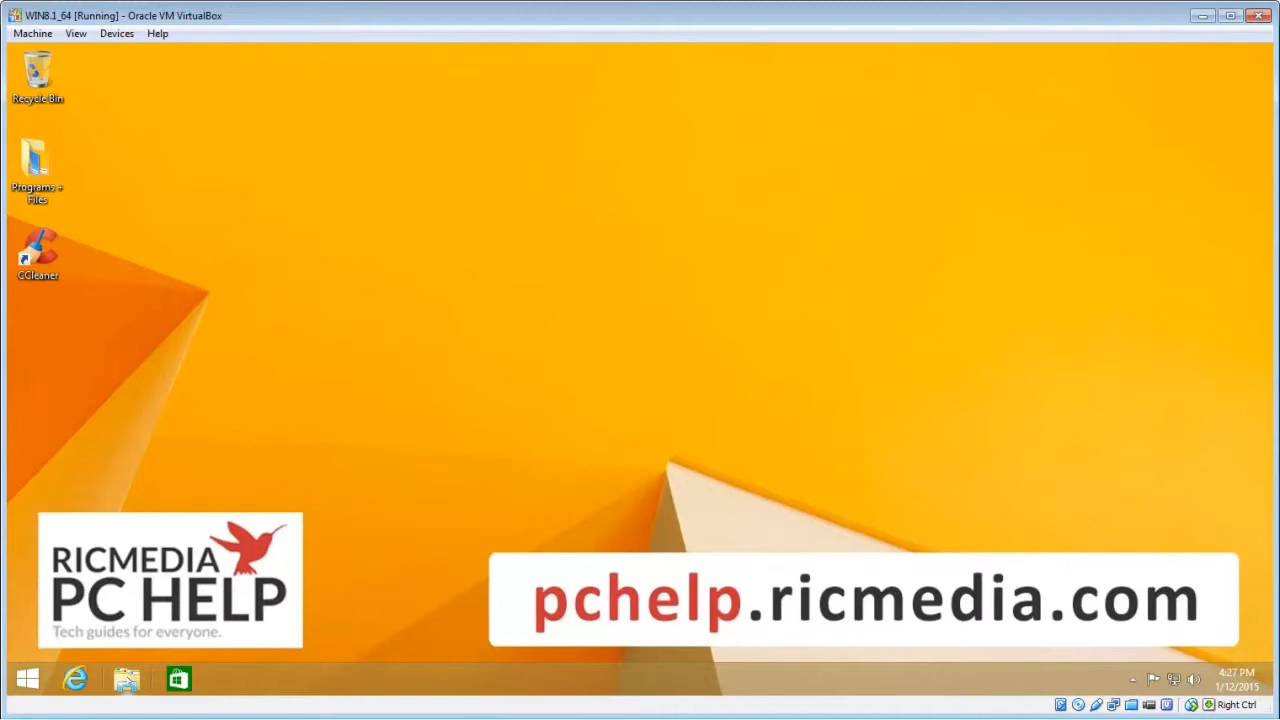 WIN8.1_64 [Running] - Oracle VM VirtualBox
Machine View Devices Help
Recycle Bin
Programs +
Files
CCleaner
RICMEDIA
PC HELP
Tech guides for everyone.
pchelp.ricmedia.com
4:27 PM
1/12/2015
Right Ctrl